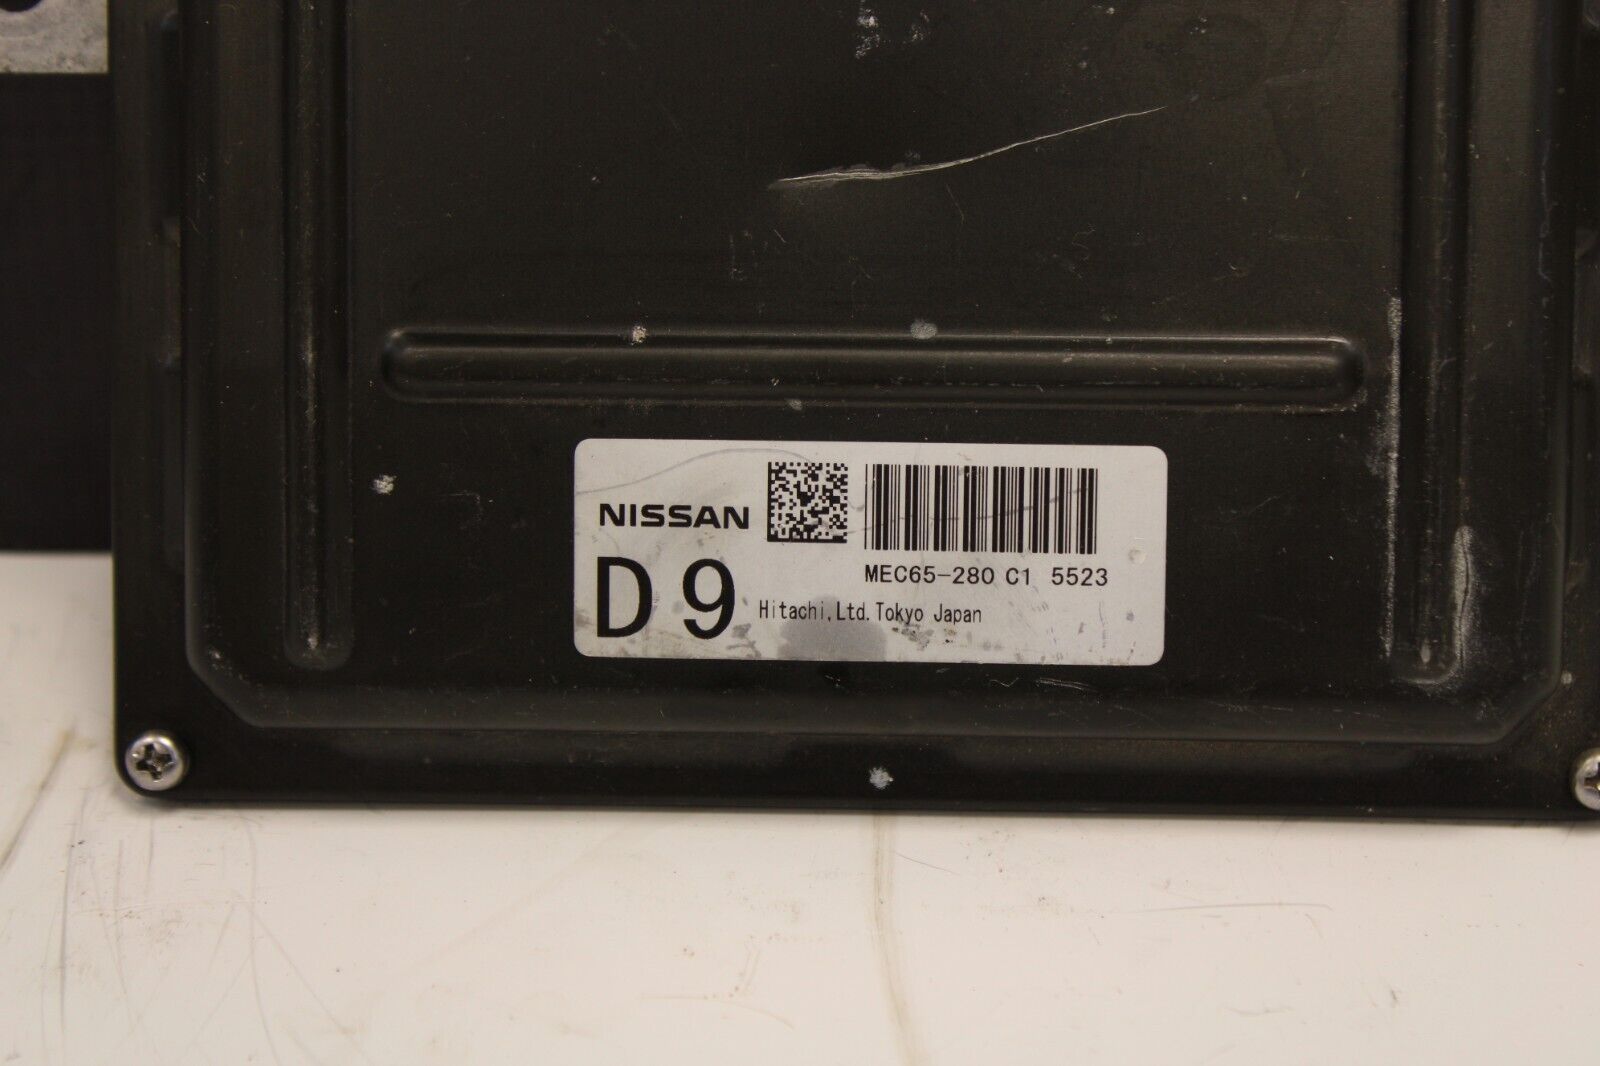 NISSAN
MEC65-280 C1 5523
D9
Hitachi,Ltd.Tokyo Japan